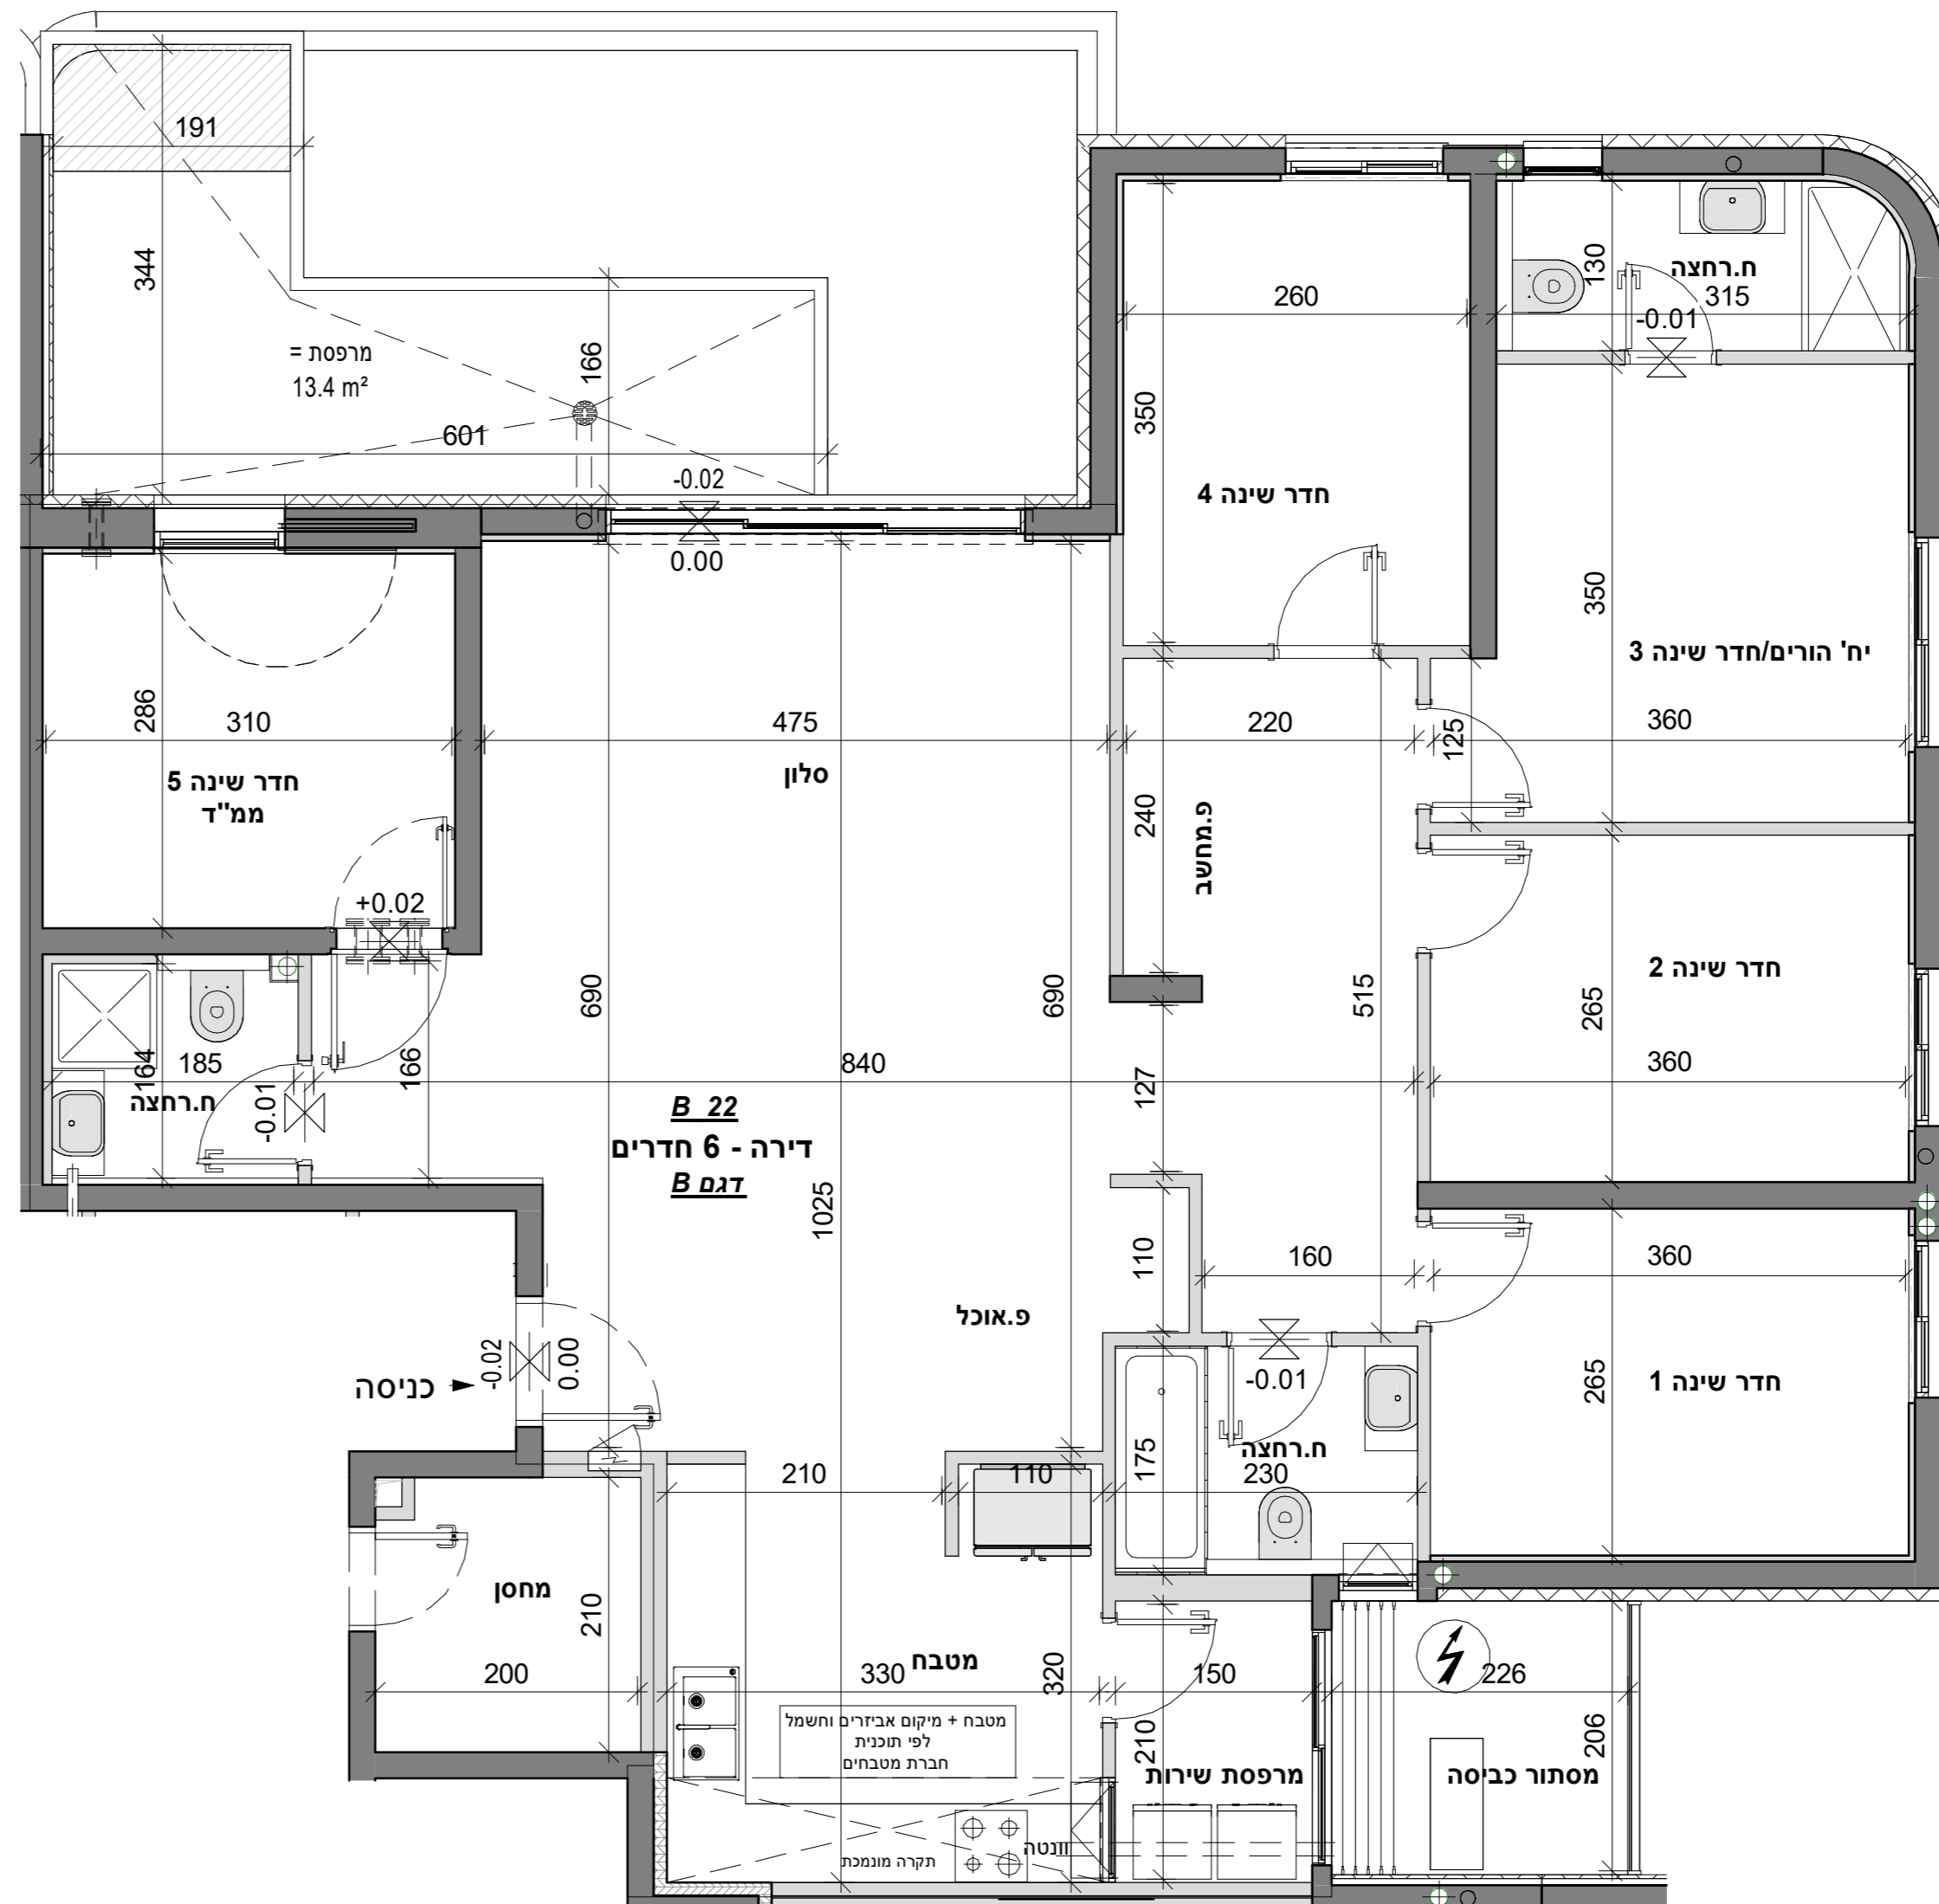 191
344
מרפסת =
13.4 m²
166
601
-0.02
0.00
260
350
חדר שינה 4
130
ח.רחצה
315
-0.01
350
יח' הורים/חדר שינה 3
360
125
286
310
חדר שינה 5
ממ"ד
+0.02
475
סלון
220
240
פ.מחשב
690
690
515
חדר שינה 2
265
360
164
185
ח.רחצה
-0.01
166
840
127
B 22
דירה - 6 חדרים
דגם B
1025
110
160
360
פ.אוכל
כניסה
-0.02
0.00
-0.01
265
חדר שינה 1
ח.רחצה
230
175
210
110
מחסן
210
200
מטבח
330
320
150
226
206
מטבח + מיקום אביזרים וחשמל
לפי תוכנית
חברת מטבחים
210
מרפסת שירות
מסתור כביסה
וונטה
תקרה מונמכת